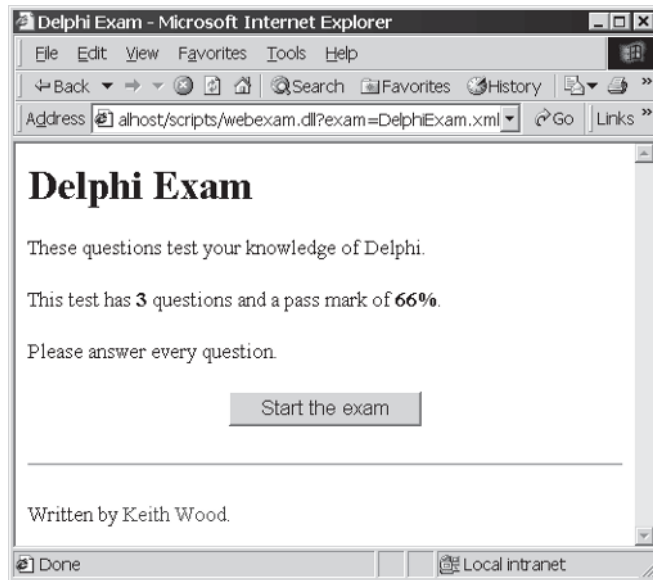 Delphi Exam - Microsoft Internet Explorer
File Edit View Favorites Tools Help
Back Search Favorites History »
Address alhost/scripts/webexam.dll?exam=DelphiExam.xml Go Links »
Delphi Exam
These questions test your knowledge of Delphi.
This test has 3 questions and a pass mark of 66%.
Please answer every question.
Start the exam
Written by Keith Wood.
Done Local intranet